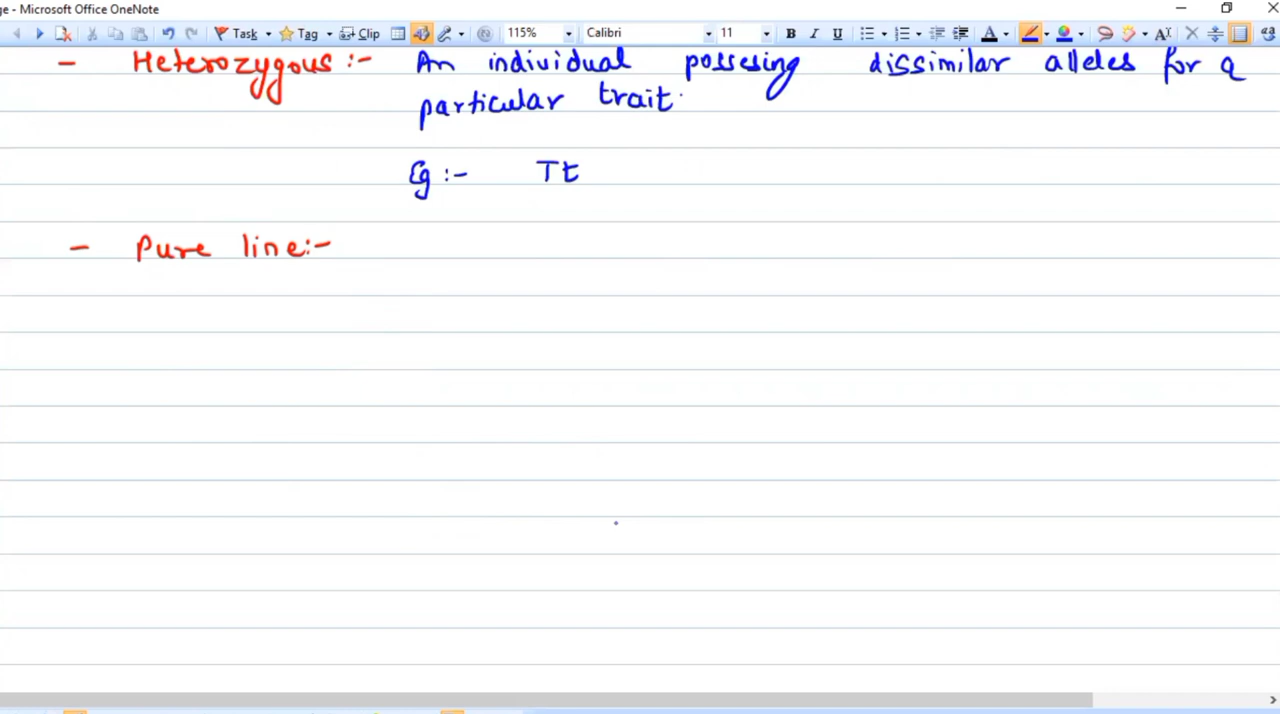 ge - Microsoft Office OneNote
Task Tag Clip 115% Calibri 11 B I U A
- Heterozygous :- An individual possesing dissimilar alleles for a
particular trait.
Eg :- Tt
- Pure line:-